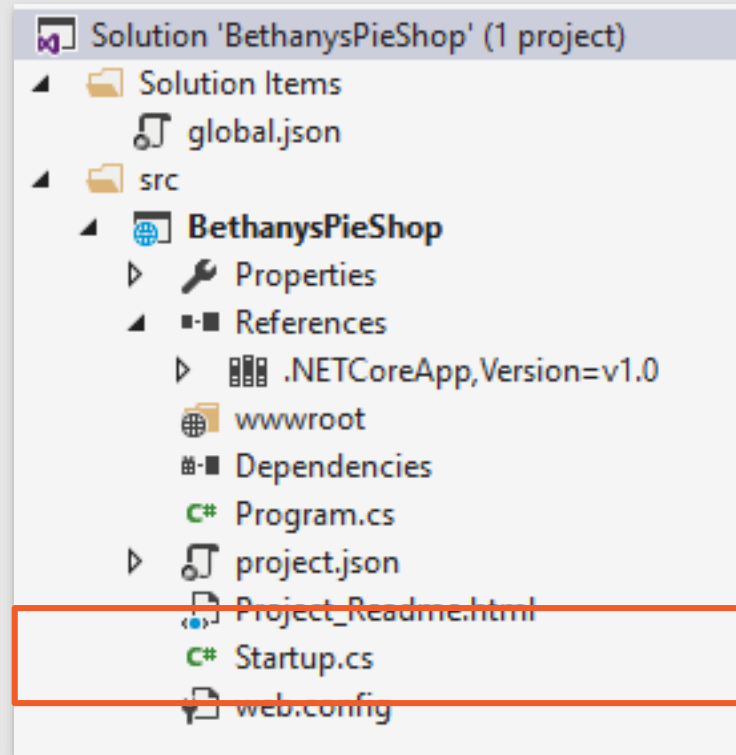 Solution 'BethanysPieShop' (1 project)
Solution Items
global.json
src
BethanysPieShop
Properties
References
.NETCoreApp,Version=v1.0
wwwroot
Dependencies
C# Program.cs
project.json
Project_Readme.html
C# Startup.cs
web.config